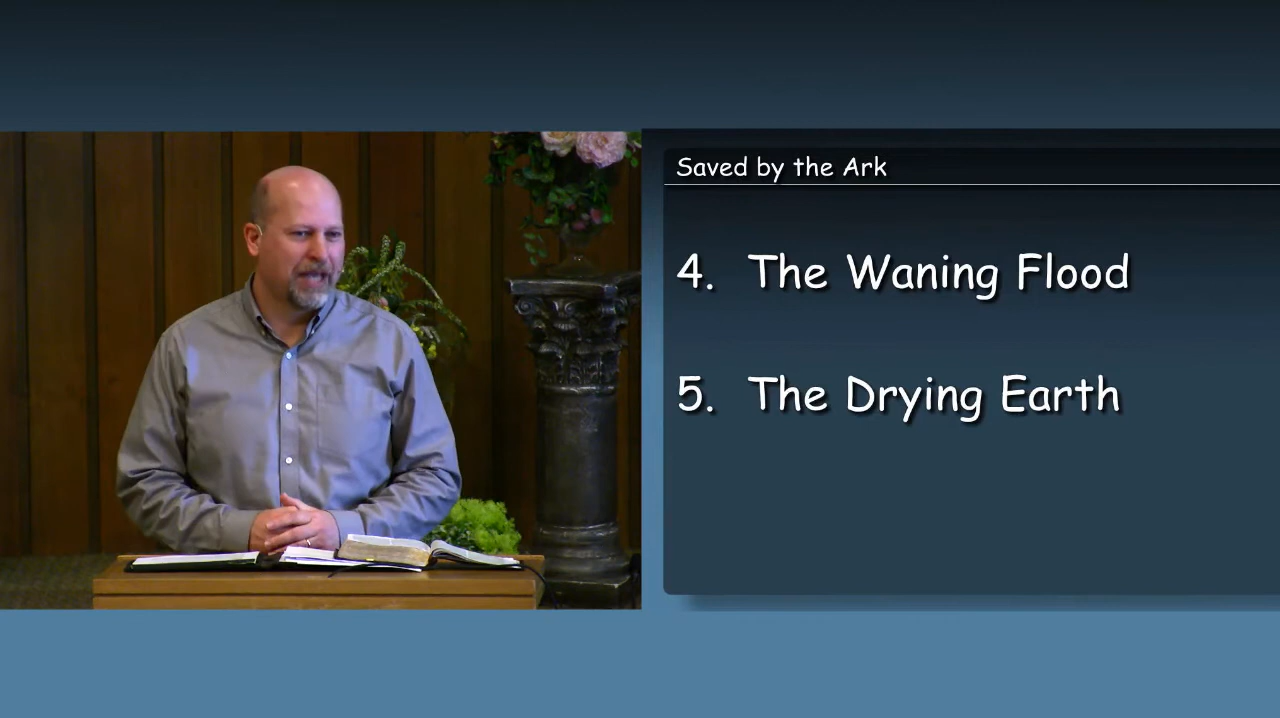 Saved by the Ark
4. The Waning Flood
5. The Drying Earth